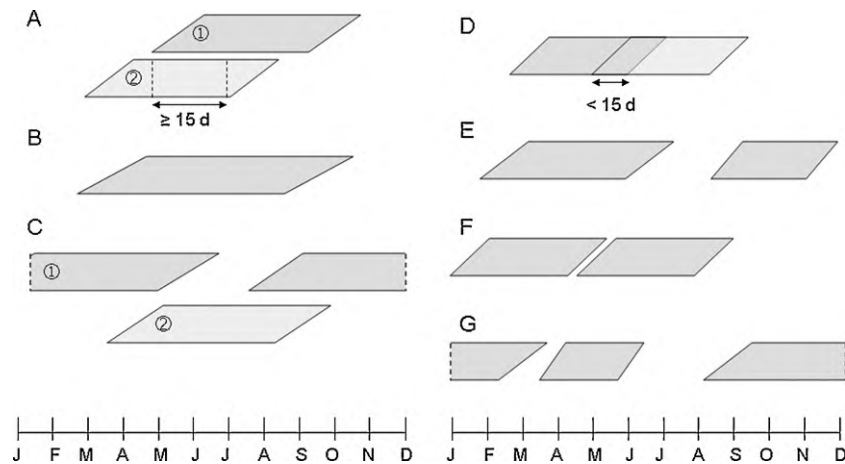 A
①
②
≥ 15 d
B
C
①
②
J F M A M J J A S O N D
D
< 15 d
E
F
G
J F M A M J J A S O N D